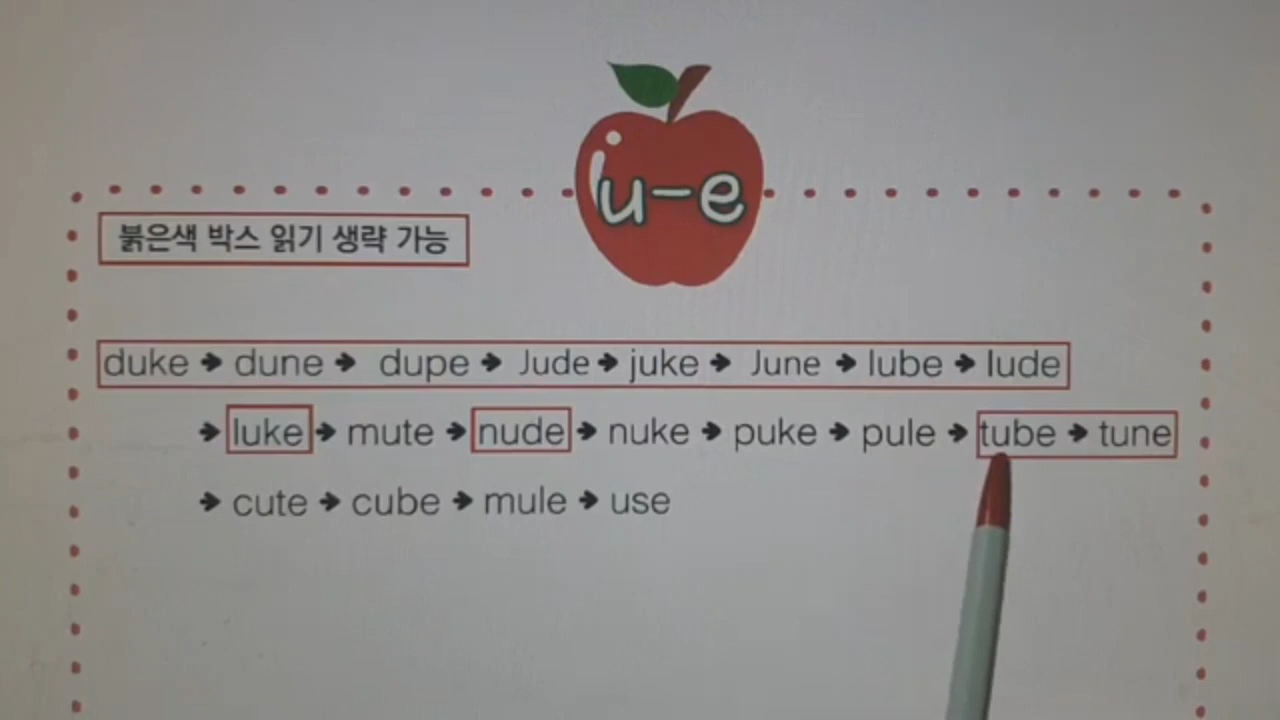 u-e
붉은색 박스 읽기 생략 가능
duke → dune → dupe → Jude → juke → June → lube → lude
→ luke → mute → nude → nuke → puke → pule → tube → tune
→ cute → cube → mule → use